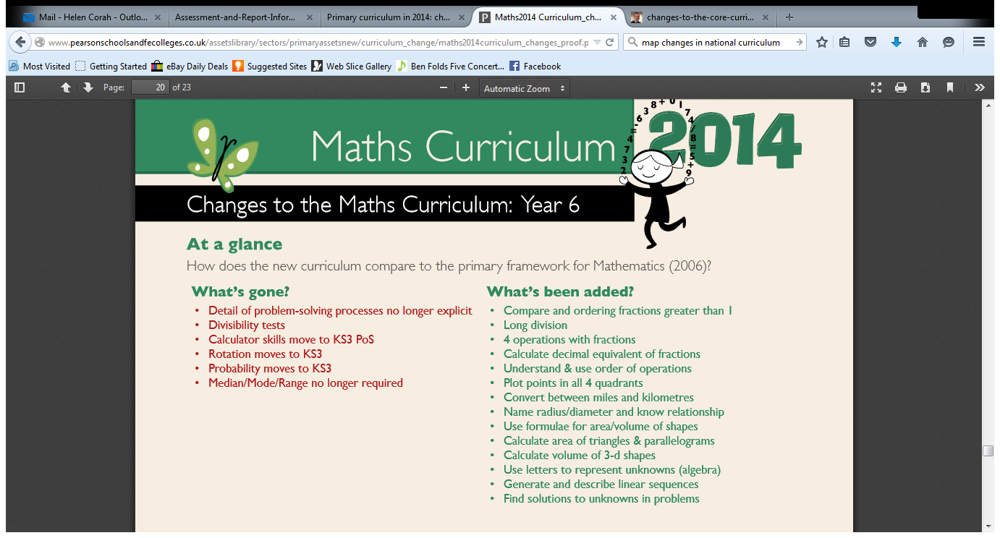 Mail - Helen Corah - Outlo...
Assessment-and-Report-Infor...
Primary curriculum in 2014: ch...
P Maths2014 Curriculum_ch...
changes-to-the-core-curri...
www.pearsonschoolsandfecolleges.co.uk/assetslibrary/sectors/primaryassetsnew/curriculum_change/maths2014curriculum_changes_proof.p
map changes in national curriculum
Most Visited Getting Started eBay Daily Deals Suggested Sites Web Slice Gallery Ben Folds Five Concert... Facebook
Page: 20 of 23 Automatic Zoom
Maths Curriculum 2014
2374=-638+0174/8=5+9
Changes to the Maths Curriculum: Year 6
At a glance
How does the new curriculum compare to the primary framework for Mathematics (2006)?
What's gone?
• Detail of problem-solving processes no longer explicit
• Divisibility tests
• Calculator skills move to KS3 PoS
• Rotation moves to KS3
• Probability moves to KS3
• Median/Mode/Range no longer required
What's been added?
• Compare and ordering fractions greater than 1
• Long division
• 4 operations with fractions
• Calculate decimal equivalent of fractions
• Understand & use order of operations
• Plot points in all 4 quadrants
• Convert between miles and kilometres
• Name radius/diameter and know relationship
• Use formulae for area/volume of shapes
• Calculate area of triangles & parallelograms
• Calculate volume of 3-d shapes
• Use letters to represent unknowns (algebra)
• Generate and describe linear sequences
• Find solutions to unknowns in problems